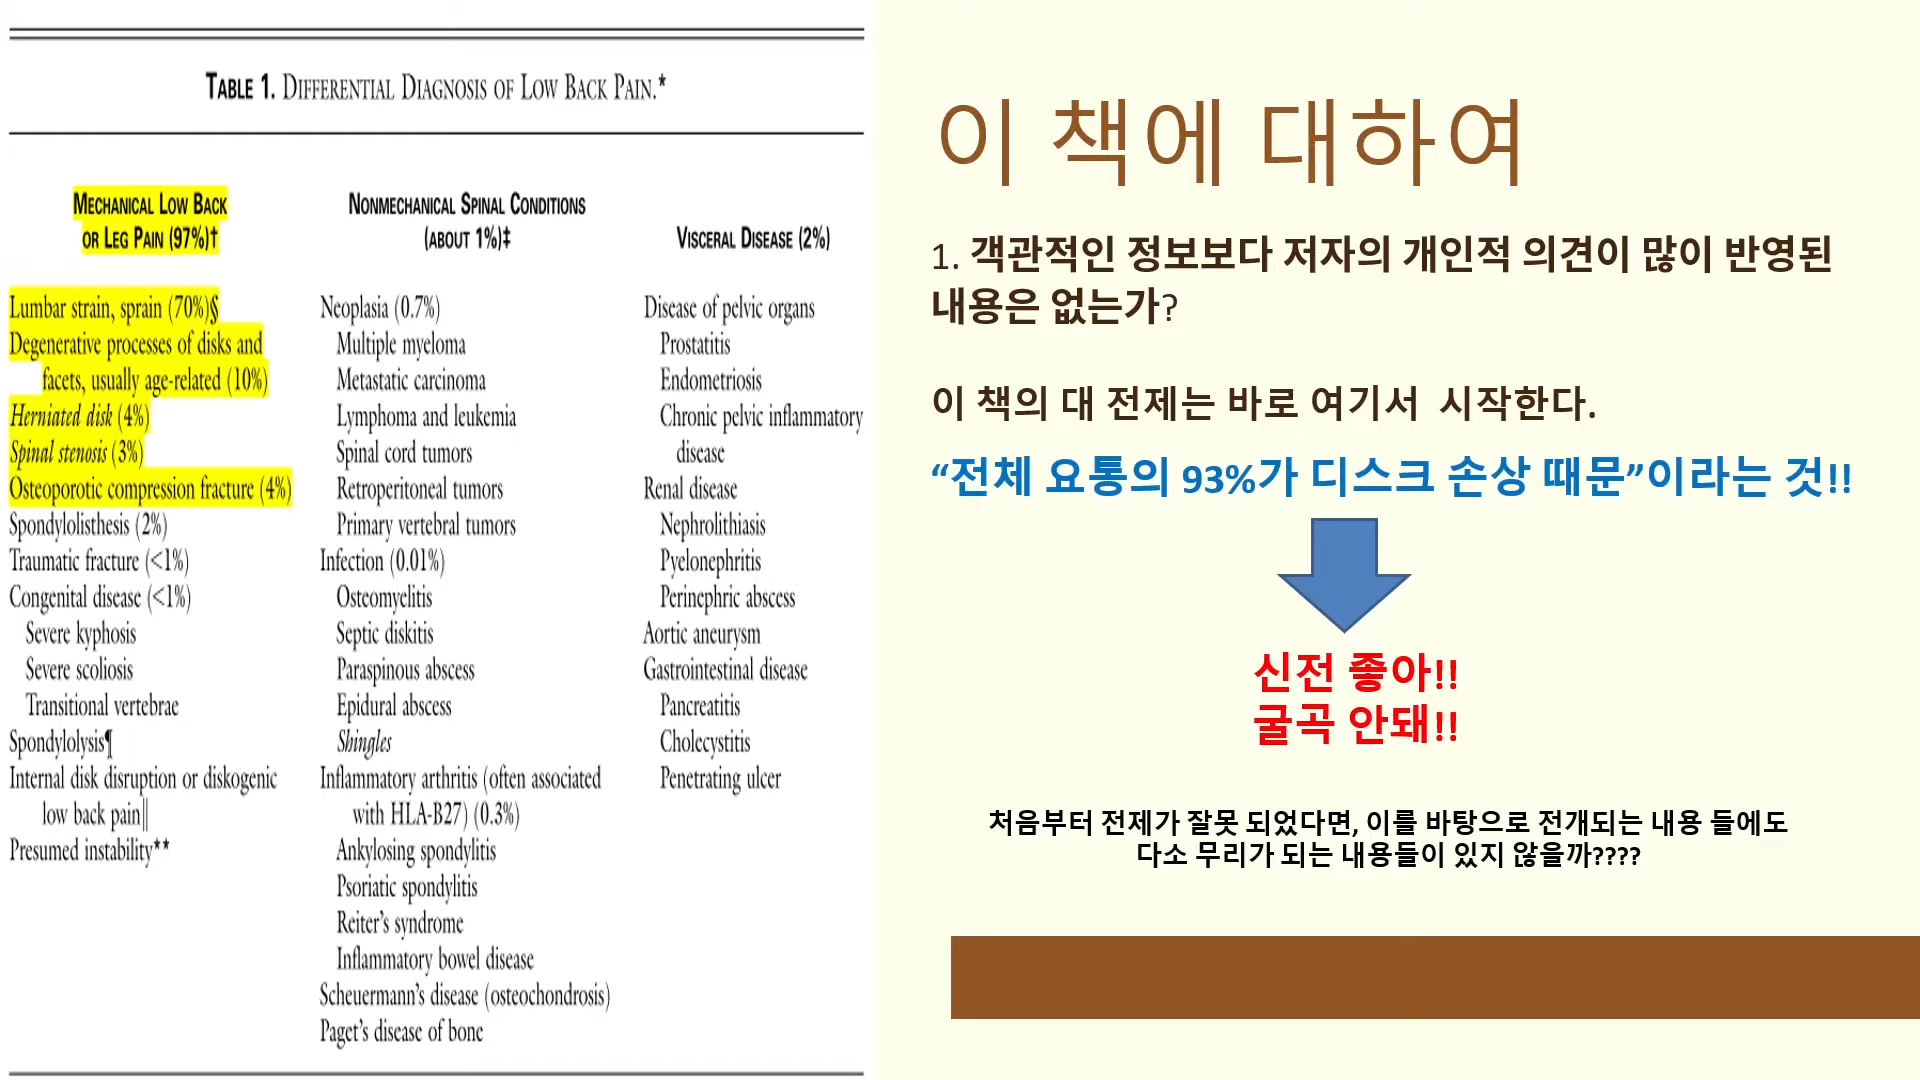 TABLE 1. DIFFERENTIAL DIAGNOSIS OF LOW BACK PAIN.*
MECHANICAL LOW BACK
OR LEG PAIN (97%)†
Lumbar strain, sprain (70%)§
Degenerative processes of disks and
facets, usually age-related (10%)
Herniated disk (4%)
Spinal stenosis (3%)
Osteoporotic compression fracture (4%)
Spondylolisthesis (2%)
Traumatic fracture (<1%)
Congenital disease (<1%)
Severe kyphosis
Severe scoliosis
Transitional vertebrae
Spondylolysis¶
Internal disk disruption or diskogenic
low back pain‖
Presumed instability**
NONMECHANICAL SPINAL CONDITIONS
(ABOUT 1%)‡
Neoplasia (0.7%)
Multiple myeloma
Metastatic carcinoma
Lymphoma and leukemia
Spinal cord tumors
Retroperitoneal tumors
Primary vertebral tumors
Infection (0.01%)
Osteomyelitis
Septic diskitis
Paraspinous abscess
Epidural abscess
Shingles
Inflammatory arthritis (often associated
with HLA-B27) (0.3%)
Ankylosing spondylitis
Psoriatic spondylitis
Reiter's syndrome
Inflammatory bowel disease
Scheuermann's disease (osteochondrosis)
Paget's disease of bone
VISCERAL DISEASE (2%)
Disease of pelvic organs
Prostatitis
Endometriosis
Chronic pelvic inflammatory
disease
Renal disease
Nephrolithiasis
Pyelonephritis
Perinephric abscess
Aortic aneurysm
Gastrointestinal disease
Pancreatitis
Cholecystitis
Penetrating ulcer
이 책에 대하여
1. 객관적인 정보보다 저자의 개인적 의견이 많이 반영된
내용은 없는가?
이 책의 대 전제는 바로 여기서 시작한다.
“전체 요통의 93%가 디스크 손상 때문”이라는 것!!
신전 좋아!!
굴곡 안돼!!
처음부터 전제가 잘못 되었다면, 이를 바탕으로 전개되는 내용 들에도
다소 무리가 되는 내용들이 있지 않을까????